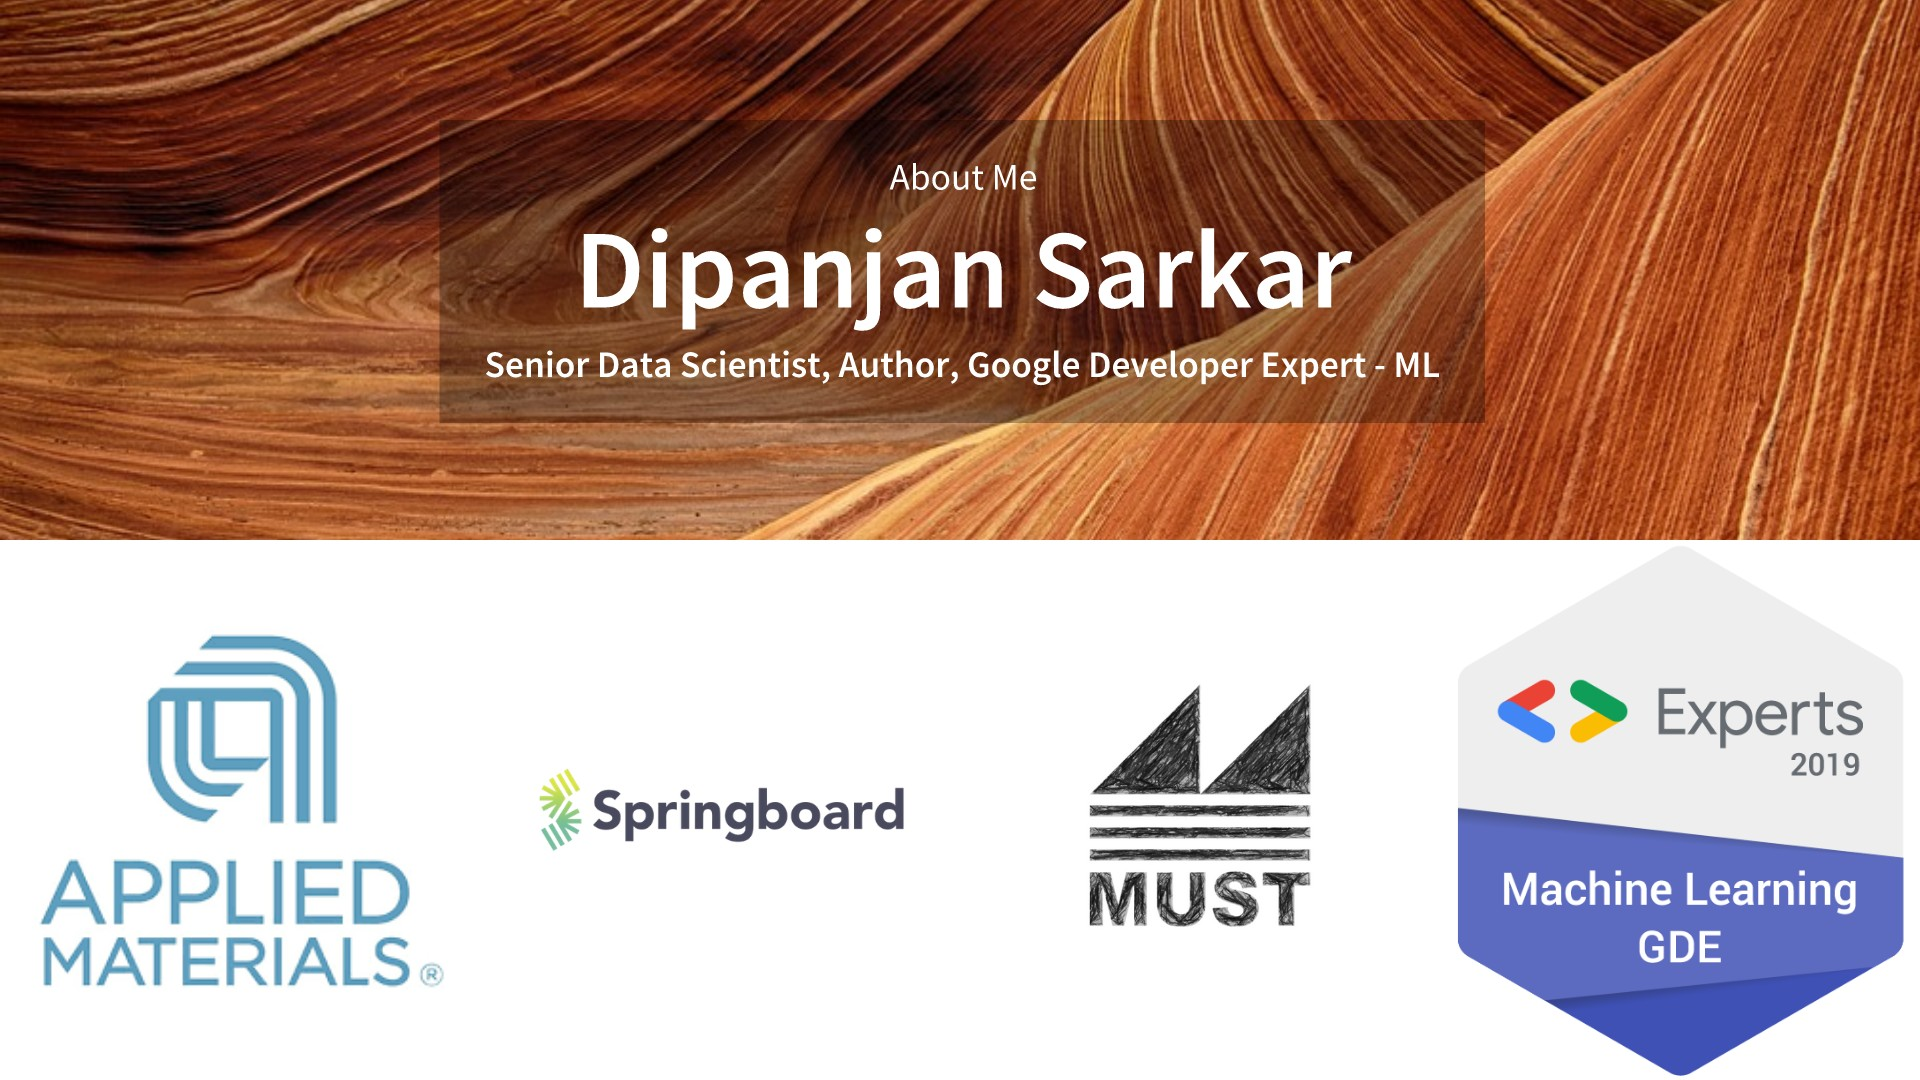 About Me
Dipanjan Sarkar
Senior Data Scientist, Author, Google Developer Expert - ML
APPLIED
MATERIALS®
Springboard
MUST
Experts
2019
Machine Learning
GDE